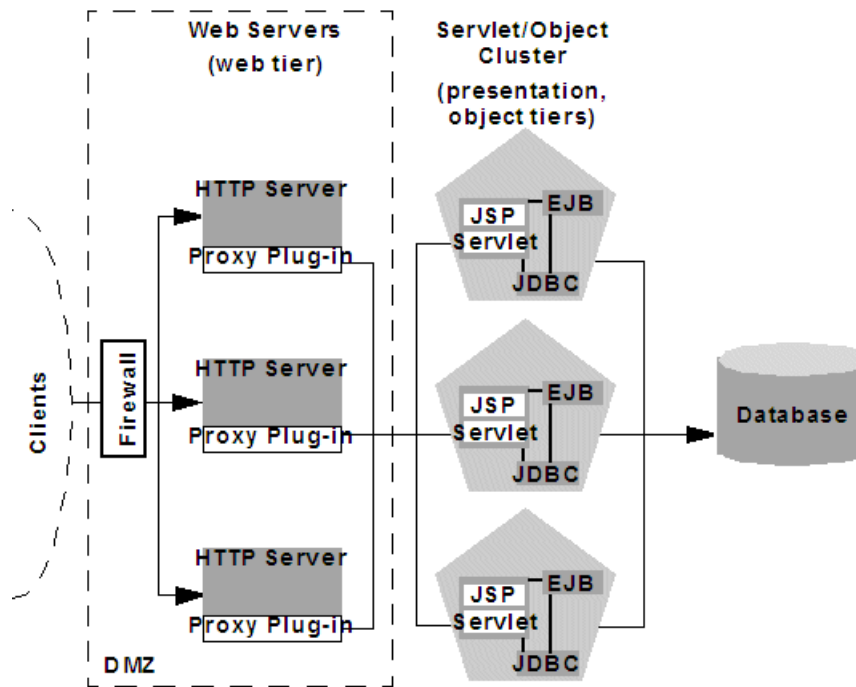 Web Servers
(web tier)
Servlet/Object
Cluster
(presentation,
object tiers)
Clients
Firewall
HTTP Server
Proxy Plug-in
HTTP Server
Proxy Plug-in
HTTP Server
Proxy Plug-in
DMZ
JSP
Servlet
EJB
JDBC
JSP
Servlet
EJB
JDBC
JSP
Servlet
EJB
JDBC
Database